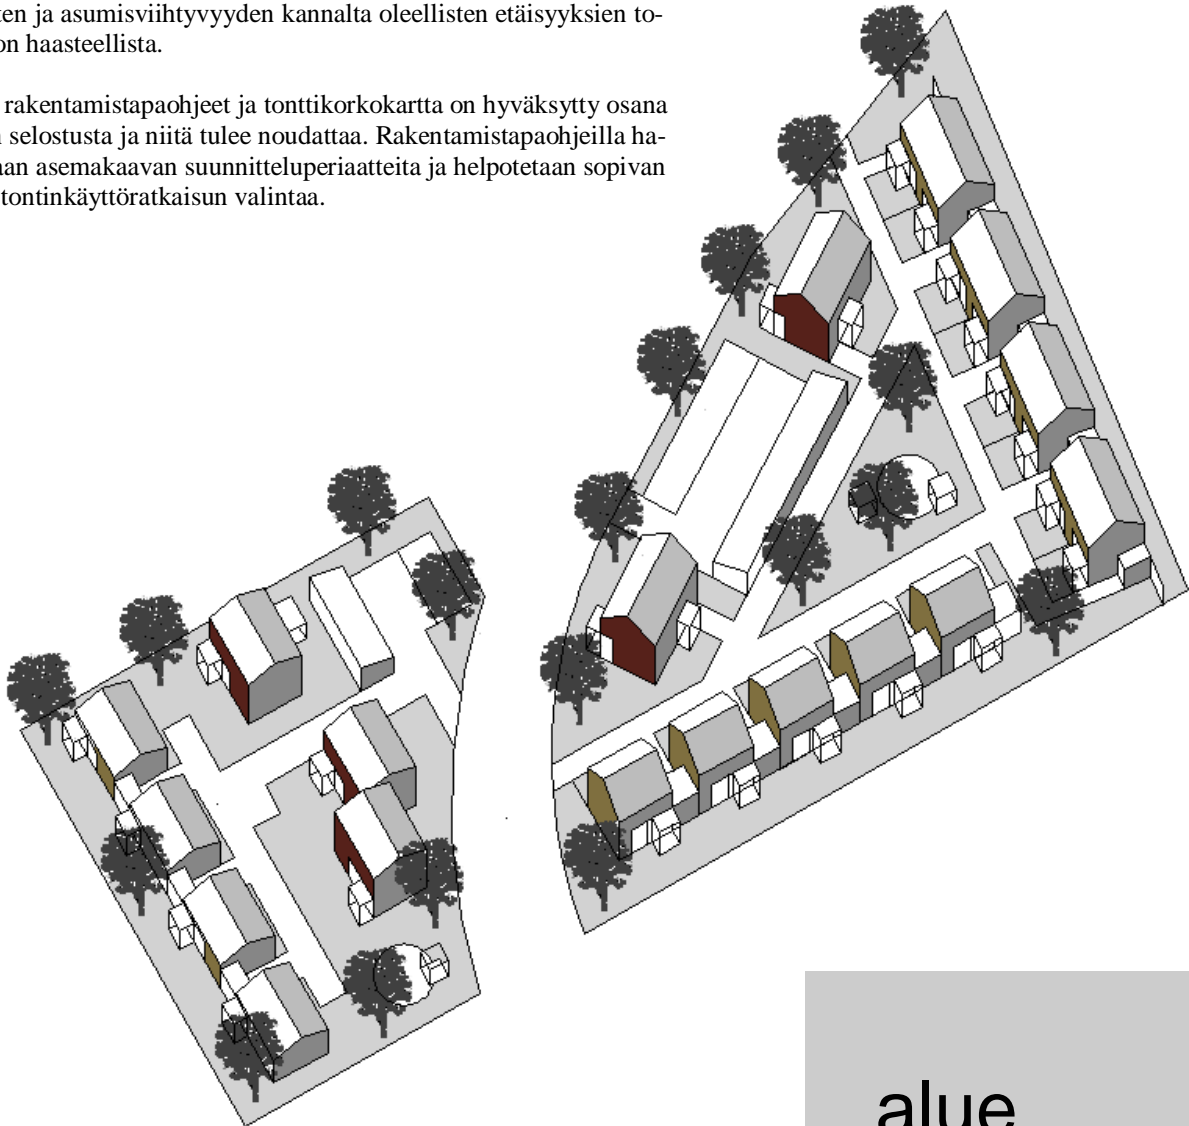 ten ja asumisviihtyvyyden kannalta oleellisten etäisyyksien to-
on haasteellista.
rakentamistapaohjeet ja tonttikorkokartta on hyväksytty osana
selostusta ja niitä tulee noudattaa. Rakentamistapaohjeilla ha-
aan asemakaavan suunnitteluperiaatteita ja helpotetaan sopivan
tontinkäyttöratkaisun valintaa.
alue